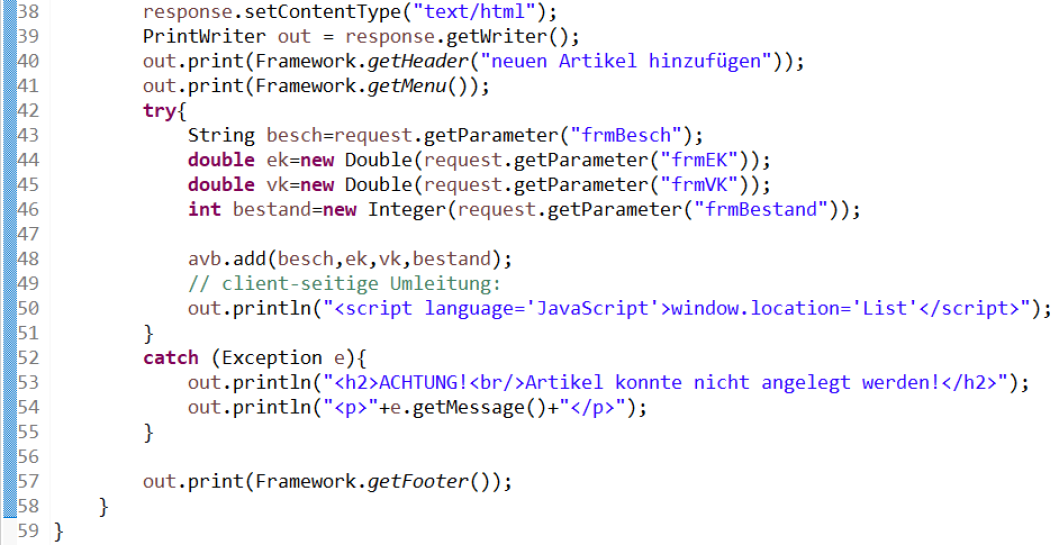 38 response.setContentType("text/html");
39 PrintWriter out = response.getWriter();
40 out.print(Framework.getHeader("neuen Artikel hinzufügen"));
41 out.print(Framework.getMenu());
42 try{
43 String besch=request.getParameter("frmBesch");
44 double ek=new Double(request.getParameter("frmEK"));
45 double vk=new Double(request.getParameter("frmVK"));
46 int bestand=new Integer(request.getParameter("frmBestand"));
47
48 avb.add(besch,ek,vk,bestand);
49 // client-seitige Umleitung:
50 out.println("<script language='JavaScript'>window.location='List'</script>");
51 }
52 catch (Exception e){
53 out.println("<h2>ACHTUNG!<br/>Artikel konnte nicht angelegt werden!</h2>");
54 out.println("<p>"+e.getMessage()+"</p>");
55 }
56
57 out.print(Framework.getFooter());
58 }
59 }